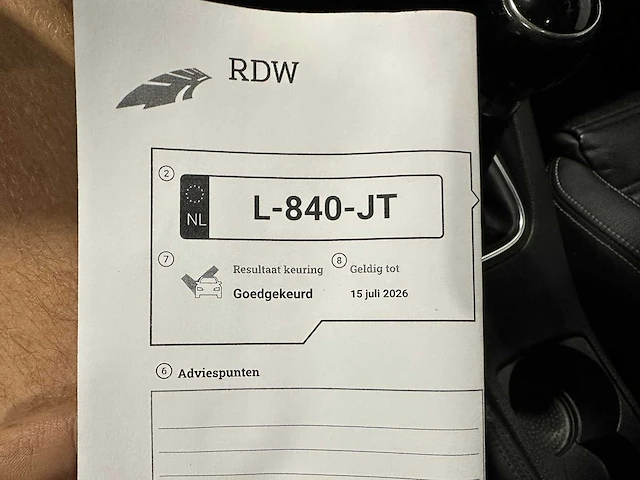 RDW
2
NL
L-840-JT
7 Resultaat keuring
Goedgekeurd
8 Geldig tot
15 juli 2026
6 Adviespunten